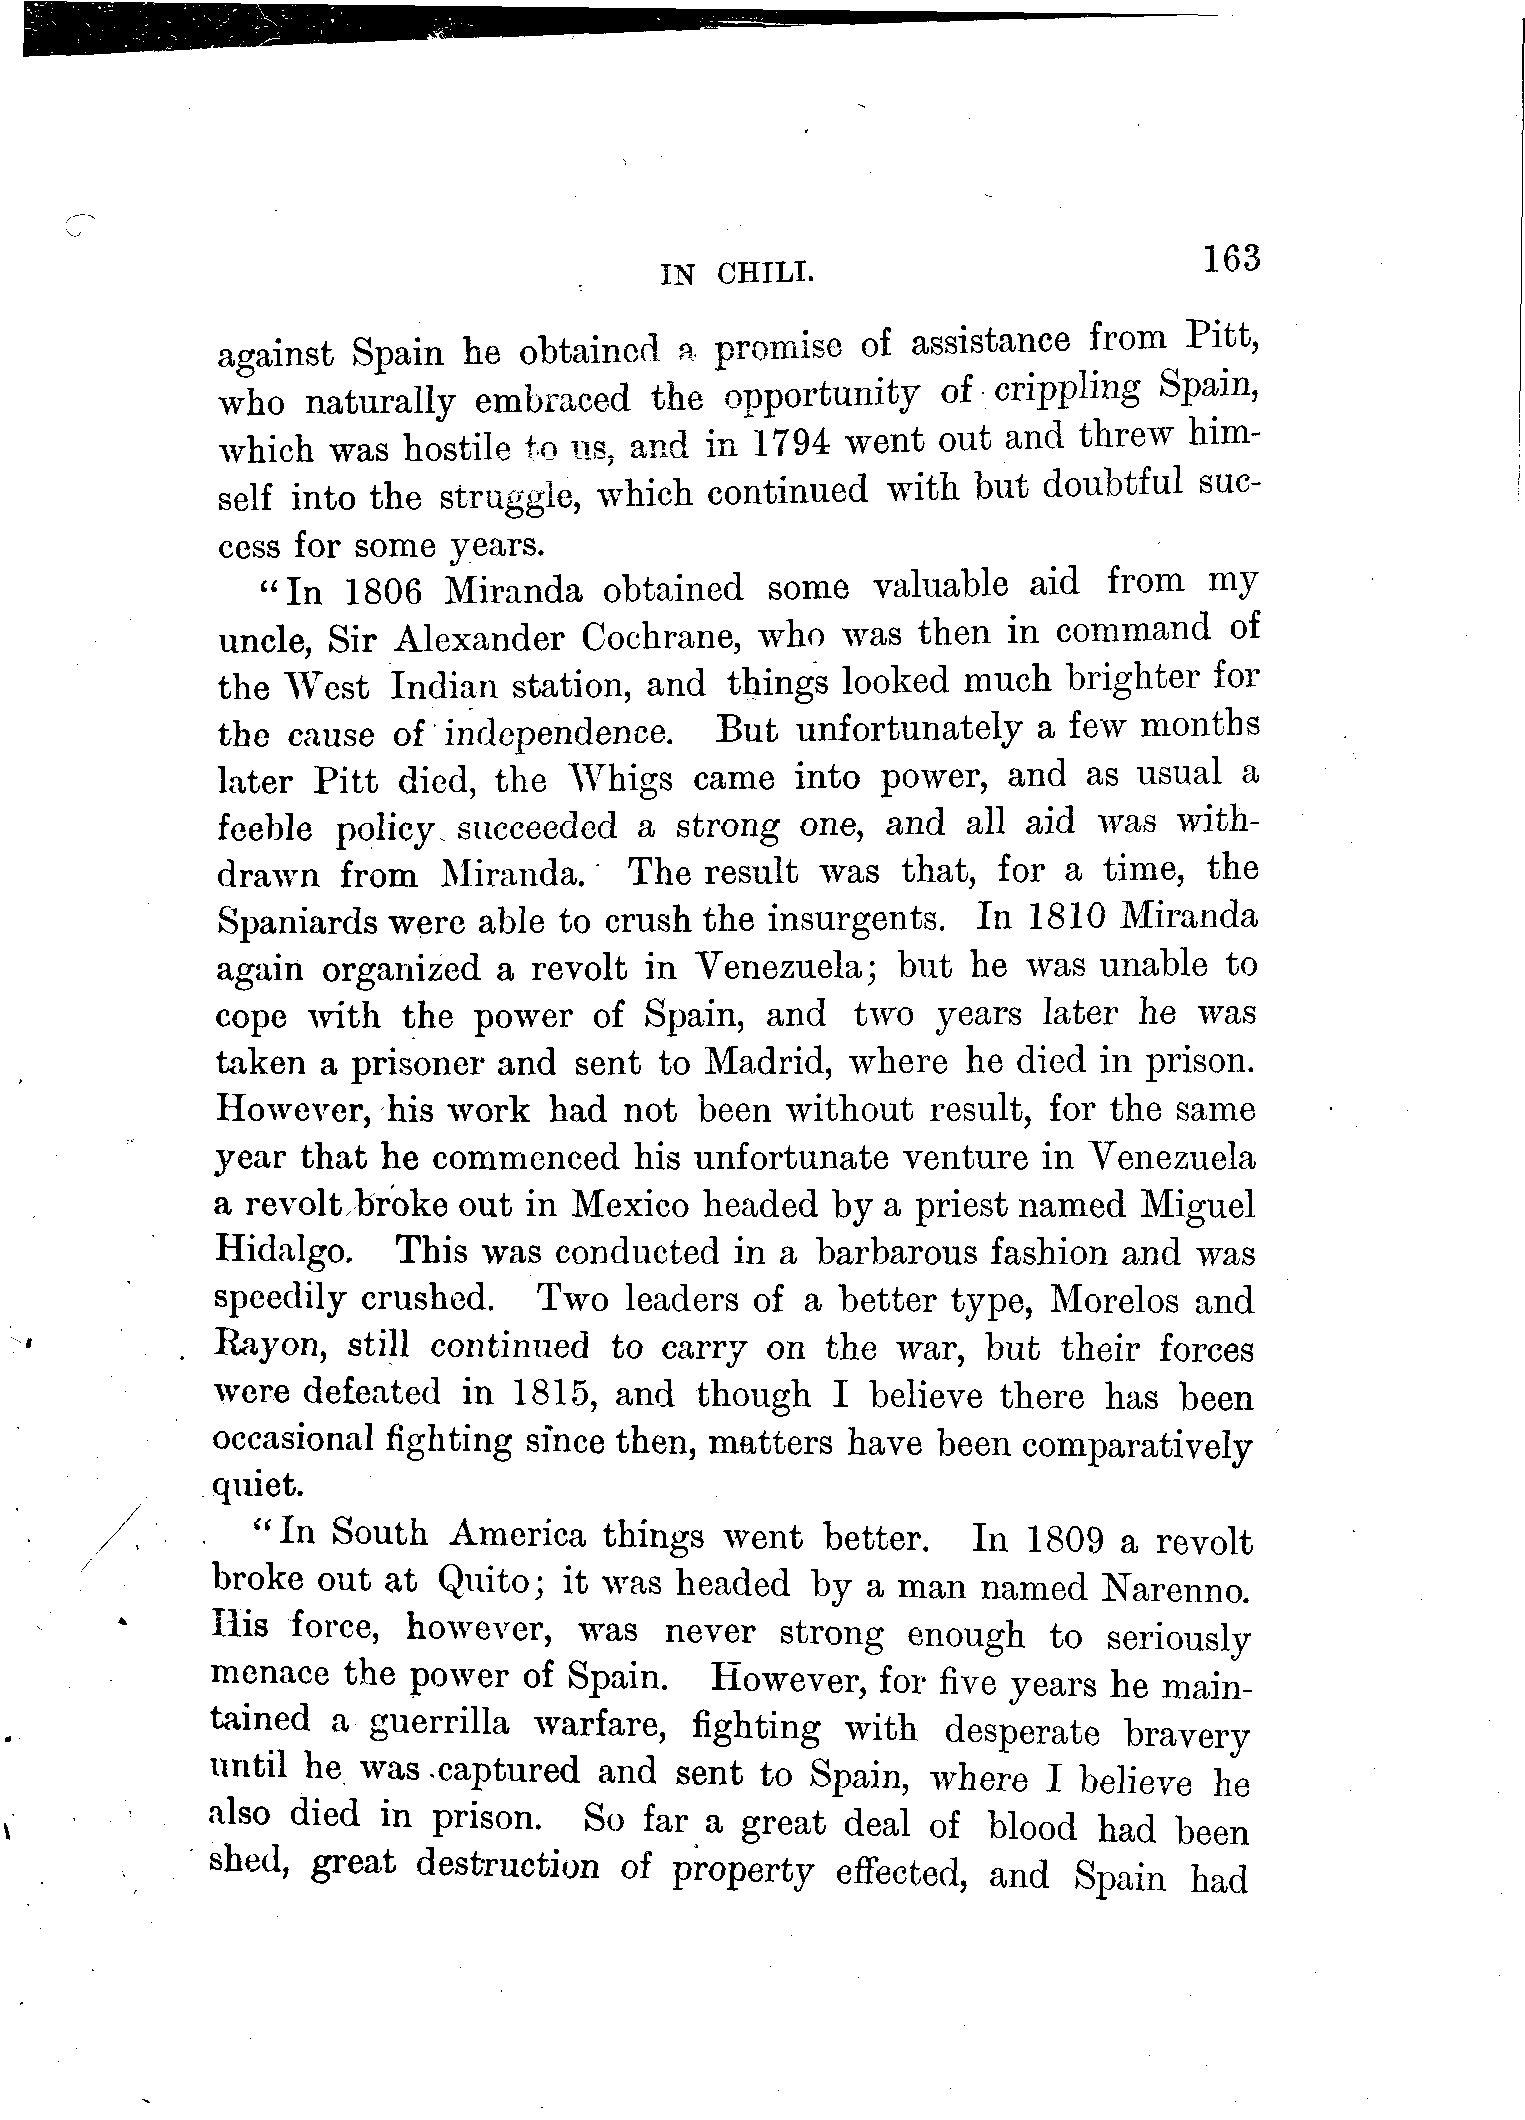 IN CHILI. 163
against Spain he obtained a promise of assistance from Pitt,
who naturally embraced the opportunity of crippling Spain,
which was hostile to us, and in 1794 went out and threw him-
self into the struggle, which continued with but doubtful suc-
cess for some years.
"In 1806 Miranda obtained some valuable aid from my
uncle, Sir Alexander Cochrane, who was then in command of
the West Indian station, and things looked much brighter for
the cause of independence. But unfortunately a few months
later Pitt died, the Whigs came into power, and as usual a
feeble policy succeeded a strong one, and all aid was with-
drawn from Miranda. The result was that, for a time, the
Spaniards were able to crush the insurgents. In 1810 Miranda
again organized a revolt in Venezuela; but he was unable to
cope with the power of Spain, and two years later he was
taken a prisoner and sent to Madrid, where he died in prison.
However, his work had not been without result, for the same
year that he commenced his unfortunate venture in Venezuela
a revolt broke out in Mexico headed by a priest named Miguel
Hidalgo. This was conducted in a barbarous fashion and was
speedily crushed. Two leaders of a better type, Morelos and
Rayon, still continued to carry on the war, but their forces
were defeated in 1815, and though I believe there has been
occasional fighting since then, matters have been comparatively
quiet.
"In South America things went better. In 1809 a revolt
broke out at Quito; it was headed by a man named Narenno.
His force, however, was never strong enough to seriously
menace the power of Spain. However, for five years he main-
tained a guerrilla warfare, fighting with desperate bravery
until he was captured and sent to Spain, where I believe he
also died in prison. So far a great deal of blood had been
shed, great destruction of property effected, and Spain had